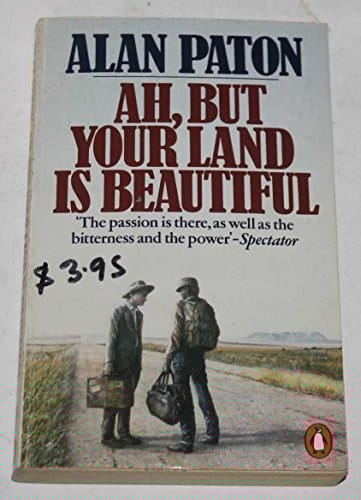 ALAN PATON
AH, BUT
YOUR LAND
IS BEAUTIFUL
'The passion is there, as well as the
bitterness and the power'–Spectator
$ 3.95